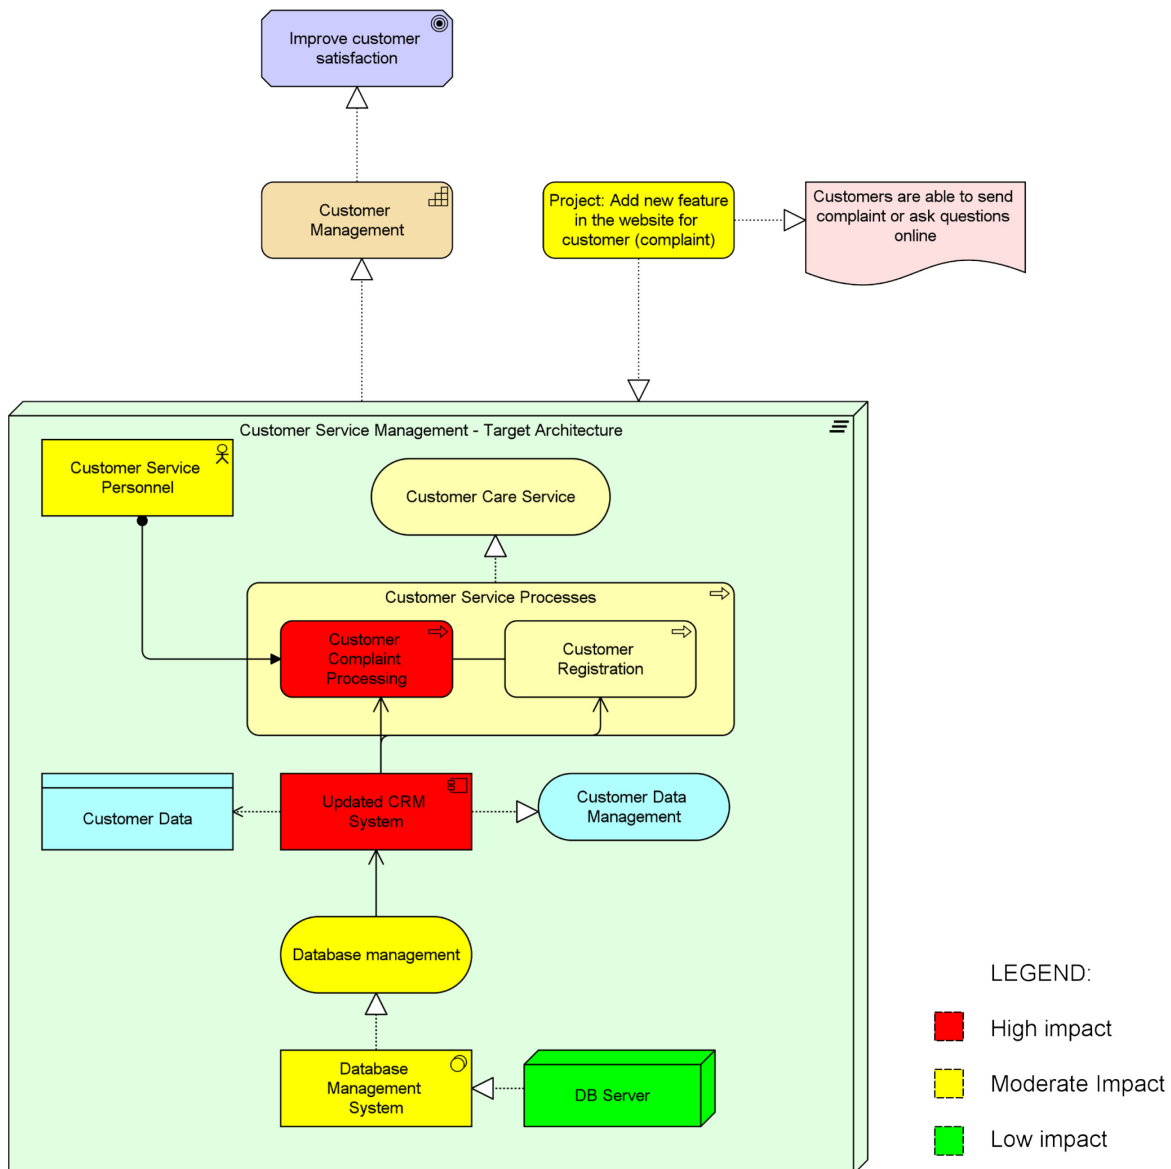 Improve customer
satisfaction
Customer
Management
Project: Add new feature
in the website for
customer (complaint)
Customers are able to send
complaint or ask questions
online
Customer Service Management - Target Architecture
Customer Service
Personnel
Customer Care Service
Customer Service Processes
Customer
Complaint
Processing
Customer
Registration
Customer Data
Updated CRM
System
Customer Data
Management
Database management
Database
Management
System
DB Server
LEGEND:
High impact
Moderate Impact
Low impact